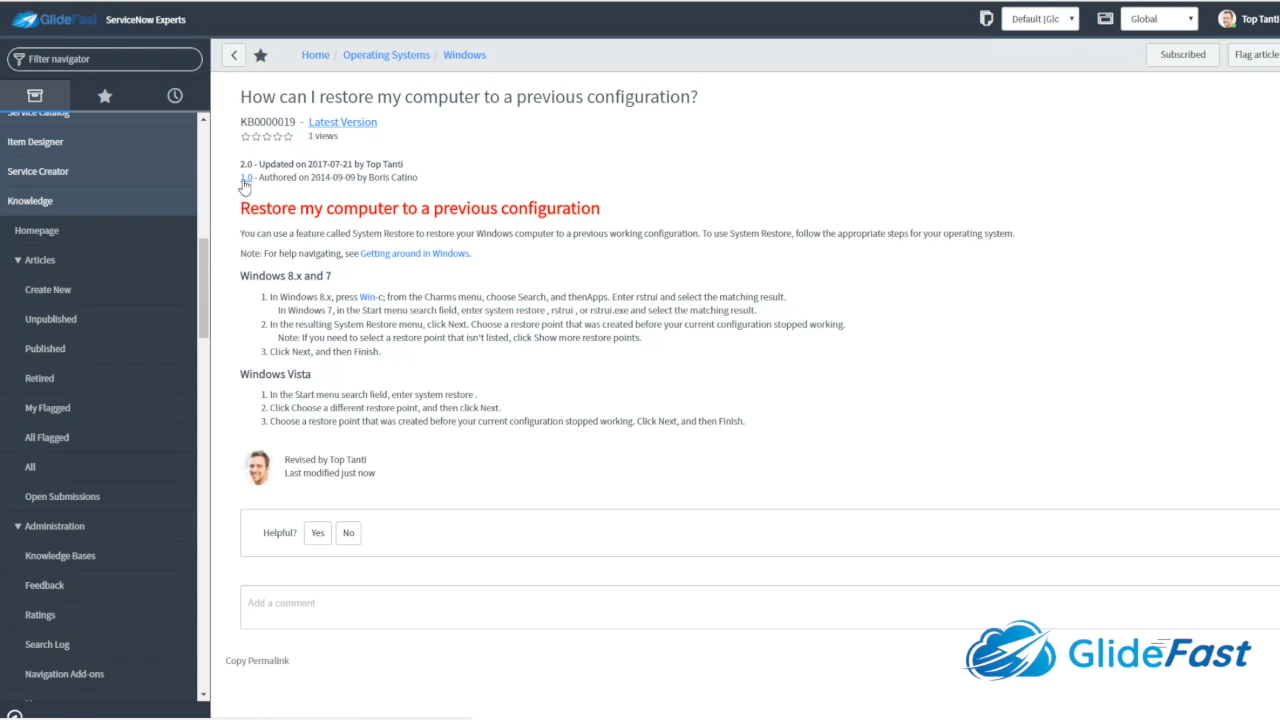 GlideFast ServiceNow Experts
Default [Glo
Global
Top Tanti
Filter navigator
Home / Operating Systems / Windows
Subscribed
Flag article
Service Catalog
Item Designer
Service Creator
Knowledge
Homepage
Articles
Create New
Unpublished
Published
Retired
My Flagged
All Flagged
All
Open Submissions
Administration
Knowledge Bases
Feedback
Ratings
Search Log
Navigation Add-ons
How can I restore my computer to a previous configuration?
KB0000019 - Latest Version
1 views
2.0 - Updated on 2017-07-21 by Top Tanti
1.0 - Authored on 2014-09-09 by Boris Catino
Restore my computer to a previous configuration
You can use a feature called System Restore to restore your Windows computer to a previous working configuration. To use System Restore, follow the appropriate steps for your operating system.
Note: For help navigating, see Getting around in Windows.
Windows 8.x and 7
1. In Windows 8.x, press Win-c; from the Charms menu, choose Search, and thenApps. Enter rstrui and select the matching result.
In Windows 7, in the Start menu search field, enter system restore , rstrui , or rstrui.exe and select the matching result.
2. In the resulting System Restore menu, click Next. Choose a restore point that was created before your current configuration stopped working.
Note: If you need to select a restore point that isn't listed, click Show more restore points.
3. Click Next, and then Finish.
Windows Vista
1. In the Start menu search field, enter system restore .
2. Click Choose a different restore point, and then click Next.
3. Choose a restore point that was created before your current configuration stopped working. Click Next, and then Finish.
Revised by Top Tanti
Last modified just now
Helpful? Yes No
Add a comment
Copy Permalink
GlideFast